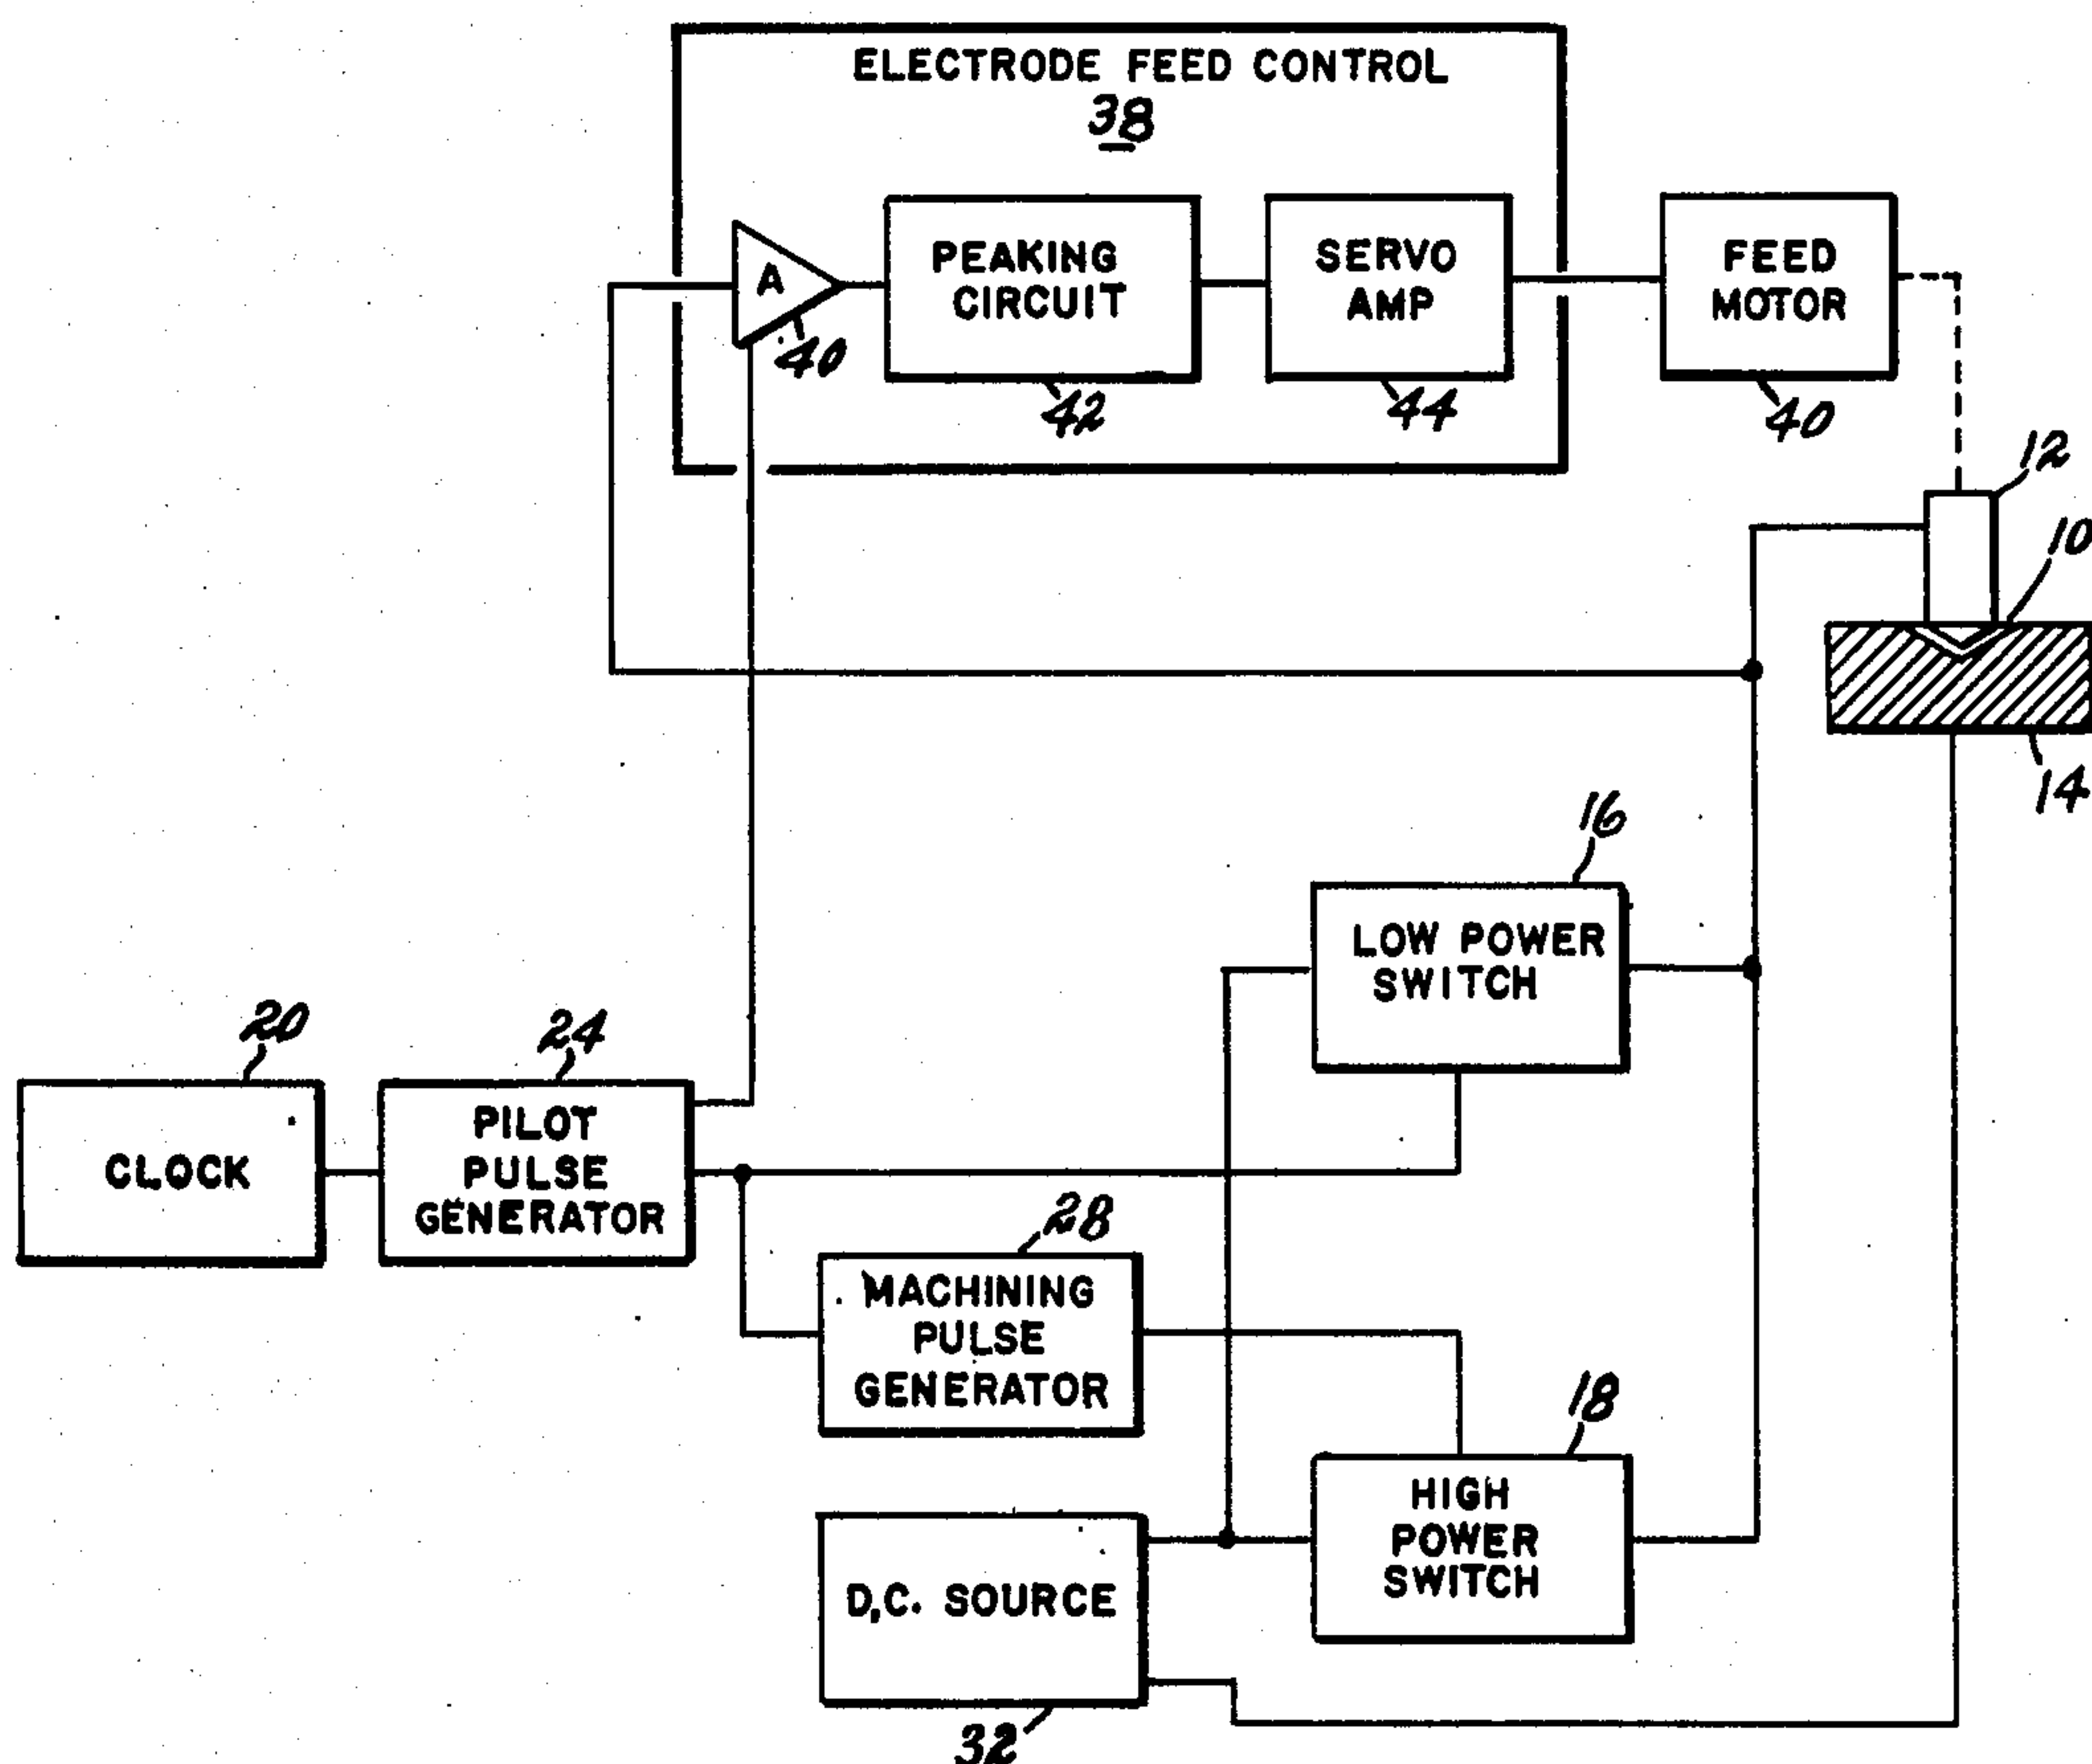 ELECTRODE FEED CONTROL
38
A
40
PEAKING
CIRCUIT
42
SERVO
AMP
44
FEED
MOTOR
40
12
10
14
16
LOW POWER
SWITCH
20
CLOCK
24
PILOT
PULSE
GENERATOR
28
MACHINING
PULSE
GENERATOR
18
HIGH
POWER
SWITCH
D.C. SOURCE
32